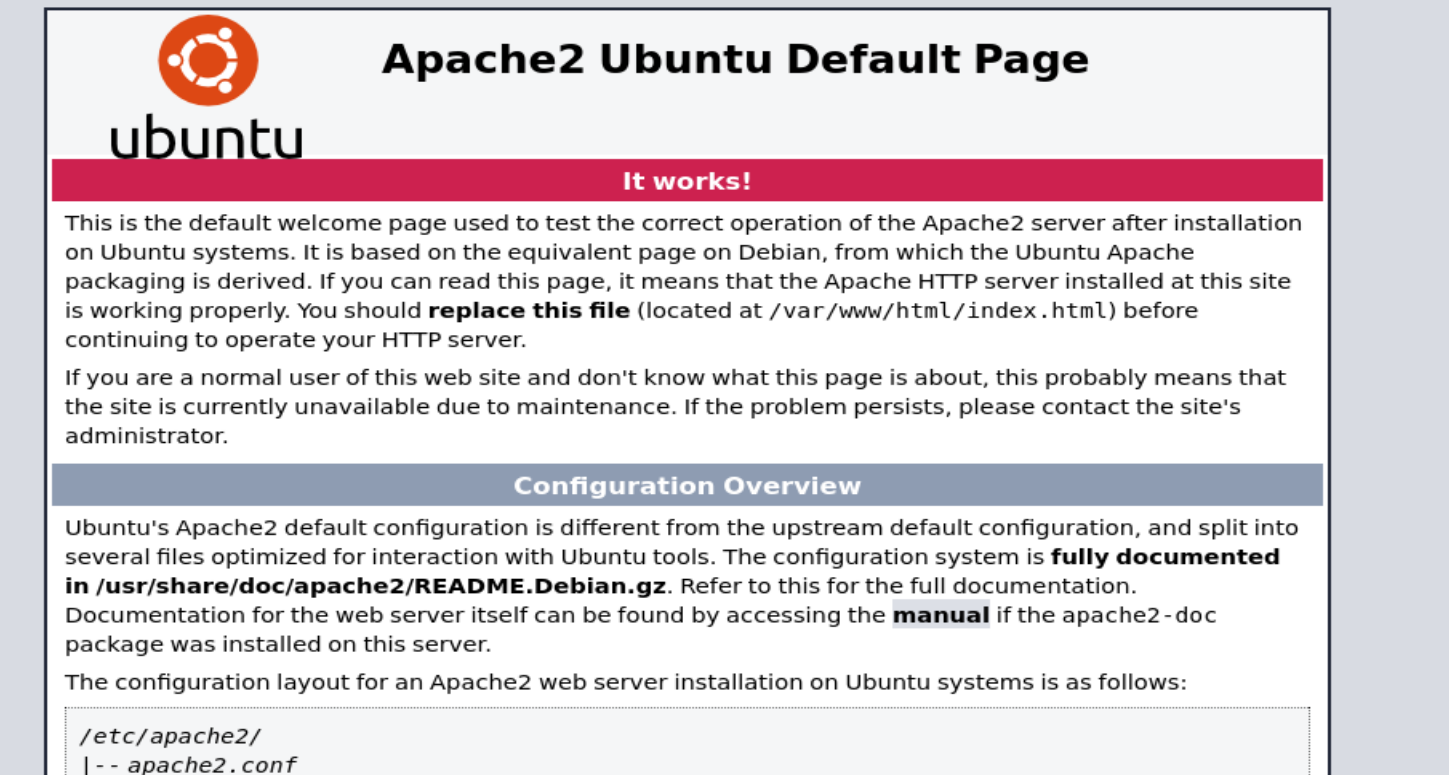 ubuntu
Apache2 Ubuntu Default Page
It works!
This is the default welcome page used to test the correct operation of the Apache2 server after installation
on Ubuntu systems. It is based on the equivalent page on Debian, from which the Ubuntu Apache
packaging is derived. If you can read this page, it means that the Apache HTTP server installed at this site
is working properly. You should replace this file (located at /var/www/html/index.html) before
continuing to operate your HTTP server.
If you are a normal user of this web site and don't know what this page is about, this probably means that
the site is currently unavailable due to maintenance. If the problem persists, please contact the site's
administrator.
Configuration Overview
Ubuntu's Apache2 default configuration is different from the upstream default configuration, and split into
several files optimized for interaction with Ubuntu tools. The configuration system is fully documented
in /usr/share/doc/apache2/README.Debian.gz. Refer to this for the full documentation.
Documentation for the web server itself can be found by accessing the manual if the apache2-doc
package was installed on this server.
The configuration layout for an Apache2 web server installation on Ubuntu systems is as follows:
/etc/apache2/
|-- apache2.conf